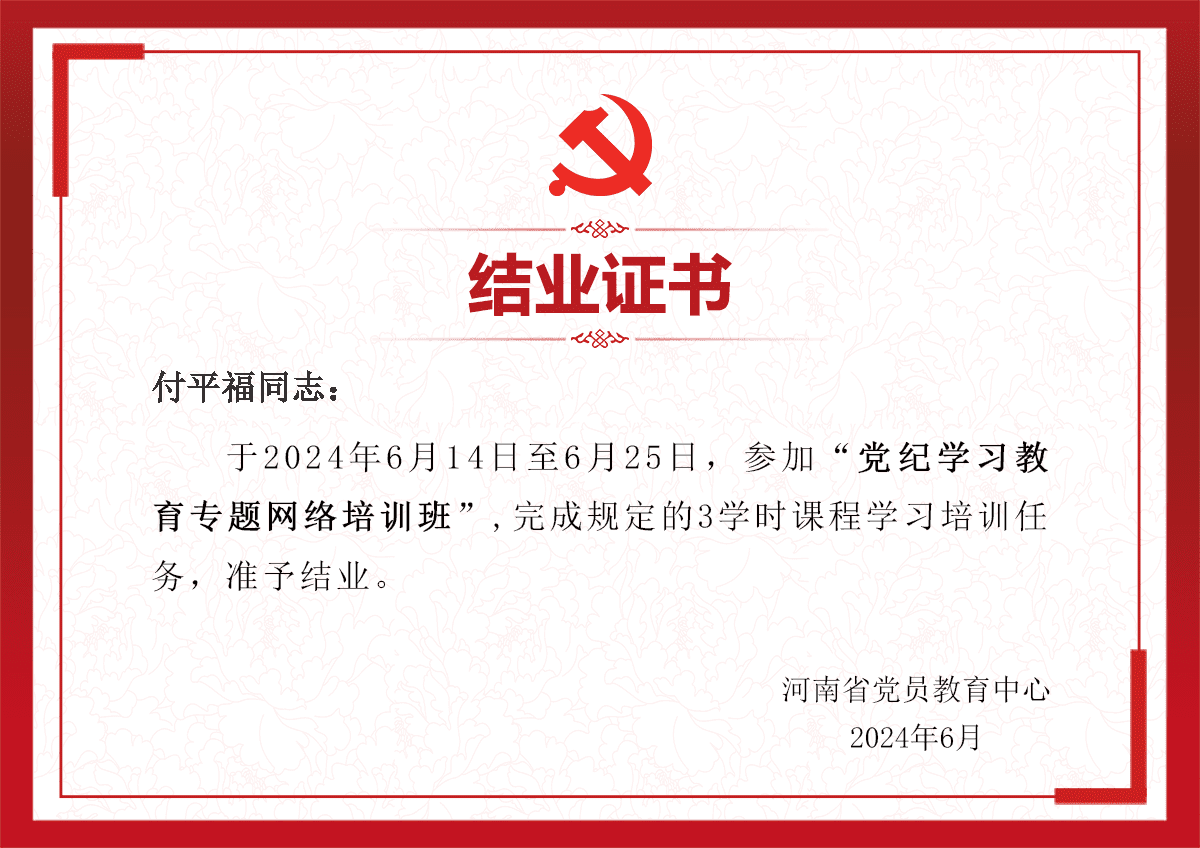 结业证书
付平福同志：
于2024年6月14日至6月25日，参加“党纪学习教
育专题网络培训班”,完成规定的3学时课程学习培训任
务，准予结业。
河南省党员教育中心
2024年6月